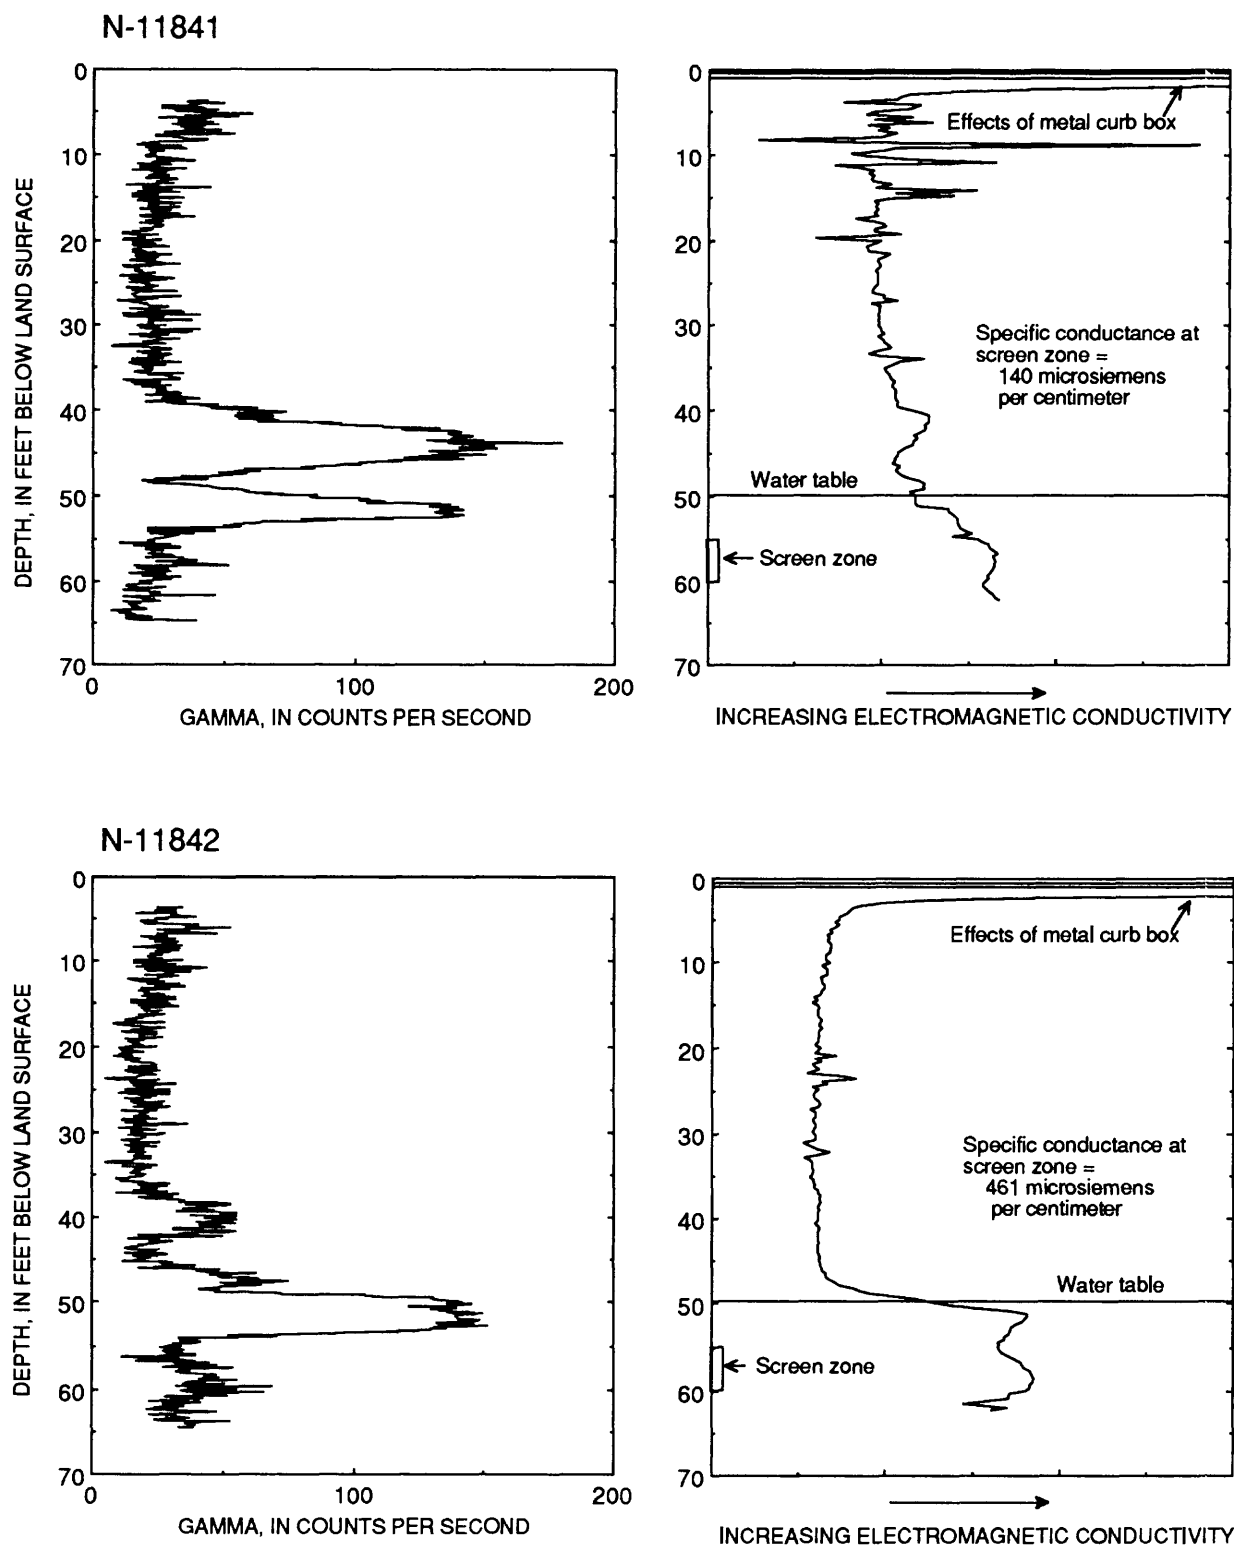 N-11841
0
10
20
30
40
50
60
70
DEPTH, IN FEET BELOW LAND SURFACE
0
100
200
GAMMA, IN COUNTS PER SECOND
0
10
20
30
40
50
60
70
Effects of metal curb box
Specific conductance at
screen zone =
140 microsiemens
per centimeter
Water table
Screen zone
INCREASING ELECTROMAGNETIC CONDUCTIVITY
N-11842
0
10
20
30
40
50
60
70
DEPTH, IN FEET BELOW LAND SURFACE
0
100
200
GAMMA, IN COUNTS PER SECOND
0
10
20
30
40
50
60
70
Effects of metal curb box
Specific conductance at
screen zone =
461 microsiemens
per centimeter
Water table
Screen zone
INCREASING ELECTROMAGNETIC CONDUCTIVITY